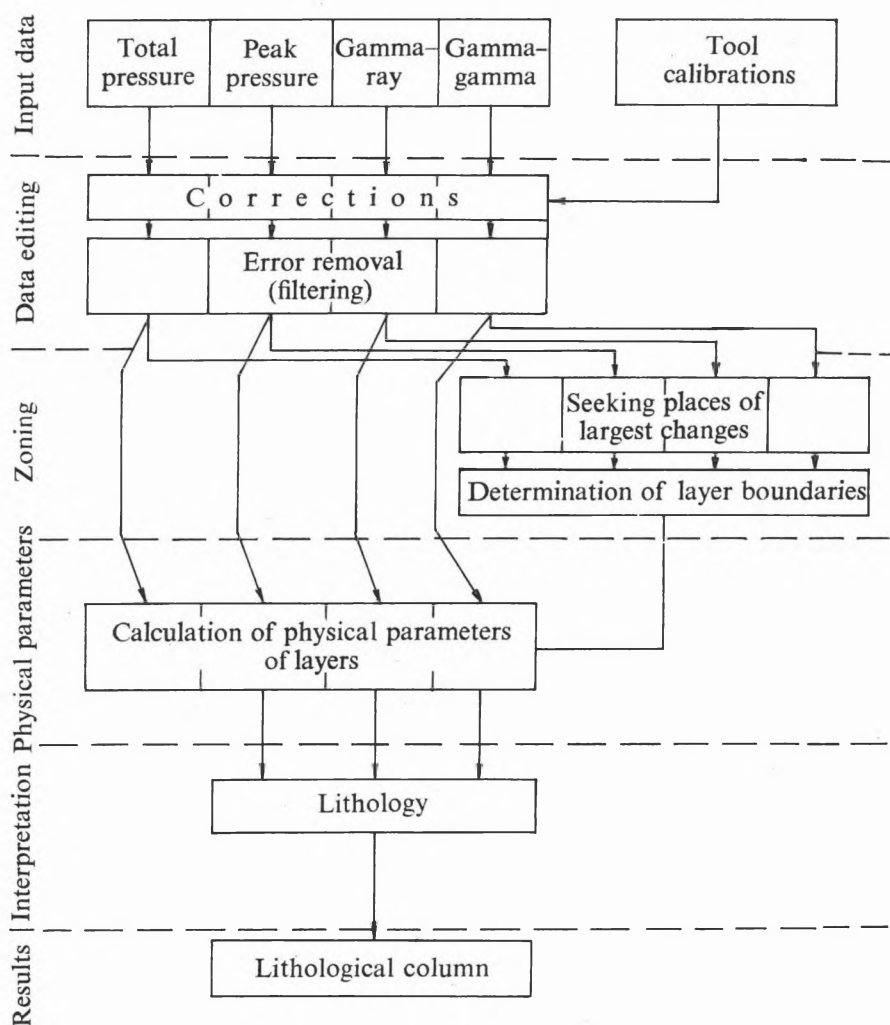 Input data
Total
pressure
Peak
pressure
Gamma–
ray
Gamma-
gamma
Tool
calibrations
Data editing
Corrections
Error removal
(filtering)
Zoning
Seeking places of
largest changes
Determination of layer boundaries
Physical parameters
Calculation of physical parameters
of layers
Interpretation
Lithology
Results
Lithological column